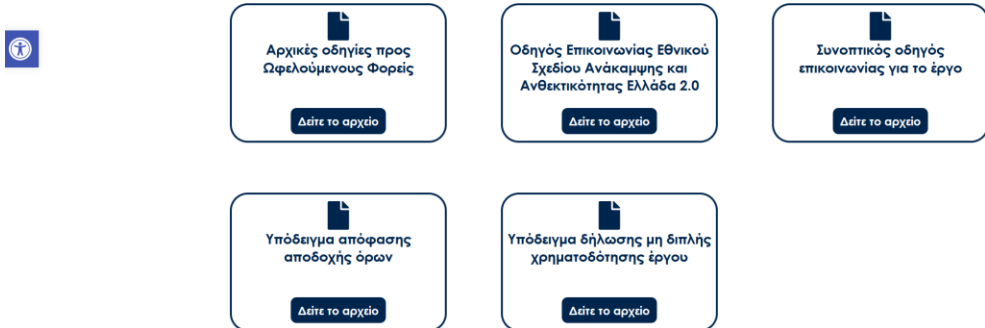 Αρχικές οδηγίες προς
Ωφελούμενους Φορείς
Δείτε το αρχείο
Οδηγός Επικοινωνίας Εθνικού
Σχεδίου Ανάκαμψης και
Ανθεκτικότητας Ελλάδα 2.0
Δείτε το αρχείο
Συνοπτικός οδηγός
επικοινωνίας για το έργο
Δείτε το αρχείο
Υπόδειγμα απόφασης
αποδοχής όρων
Δείτε το αρχείο
Υπόδειγμα δήλωσης μη διπλής
χρηματοδότησης έργου
Δείτε το αρχείο